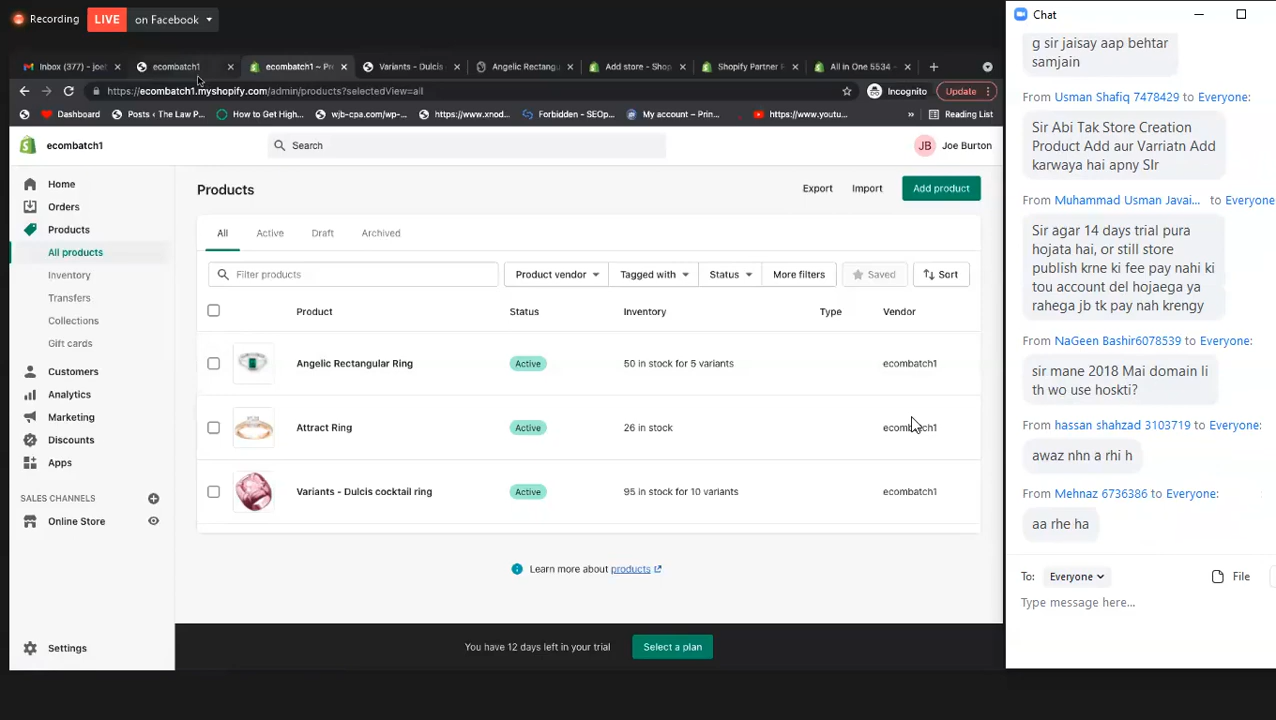 Recording
LIVE
on Facebook
Inbox (377) - joe
ecombatch1
ecombatch1 ~ Pr
Variants - Dulcis
Angelic Rectangu
Add store - Shop
Shopify Partner
All in One 5534 -
https://ecombatch1.myshopify.com/admin/products?selectedView=all
Incognito
Update
Dashboard
Posts ‹ The Law P...
How to Get High...
wjb-cpa.com/wp-...
https://www.xnod...
Forbidden - SEOp...
My account – Prin...
https://www.youtu...
Reading List
ecombatch1
Search
JB
Joe Burton
Home
Orders
Products
All products
Inventory
Transfers
Collections
Gift cards
Customers
Analytics
Marketing
Discounts
Apps
SALES CHANNELS
Online Store
Settings
Products
Export
Import
Add product
All
Active
Draft
Archived
Filter products
Product vendor
Tagged with
Status
More filters
Saved
Sort
Product
Status
Inventory
Type
Vendor
Angelic Rectangular Ring
Active
50 in stock for 5 variants
ecombatch1
Attract Ring
Active
26 in stock
ecombatch1
Variants - Dulcis cocktail ring
Active
95 in stock for 10 variants
ecombatch1
Learn more about products
You have 12 days left in your trial
Select a plan
Chat
g sir jaisay aap behtar
samjain
From Usman Shafiq 7478429 to Everyone:
Sir Abi Tak Store Creation
Product Add aur Varriatn Add
karwaya hai apny SIr
From Muhammad Usman Javai... to Everyone
Sir agar 14 days trial pura
hojata hai, or still store
publish krne ki fee pay nahi ki
tou account del hojaega ya
rahega jb tk pay nah krengy
From NaGeen Bashir6078539 to Everyone:
sir mane 2018 Mai domain li
th wo use hoskti?
From hassan shahzad 3103719 to Everyone:
awaz nhn a rhi h
From Mehnaz 6736386 to Everyone:
aa rhe ha
To:
Everyone
File
Type message here...